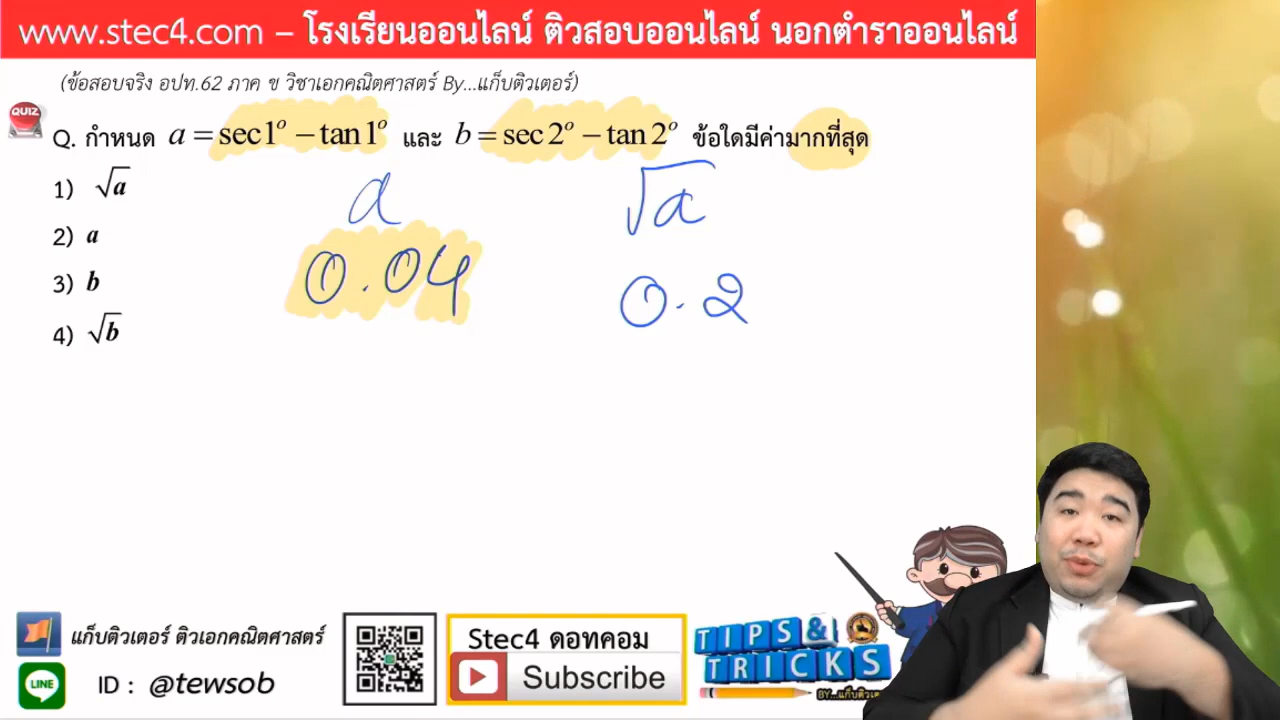 www.stec4.com – โรงเรียนออนไลน์ ติวสอบออนไลน์ นอกตำราออนไลน์
(ข้อสอบจริง อปท.62 ภาค ข วิชาเอกคณิตศาสตร์ By...แก็บติวเตอร์)
QUIZ
Q. กำหนด a = sec1° – tan1° และ b = sec2° – tan2° ข้อใดมีค่ามากที่สุด
1) √a
2) a
3) b
4) √b
a
√a
0.04
0.2
แก็บติวเตอร์ ติวเอกคณิตศาสตร์
LINE
ID : @tewsob
Stec4 ดอทคอม
Subscribe
TIPS &
TRICKS
BY...แก็บติวเ